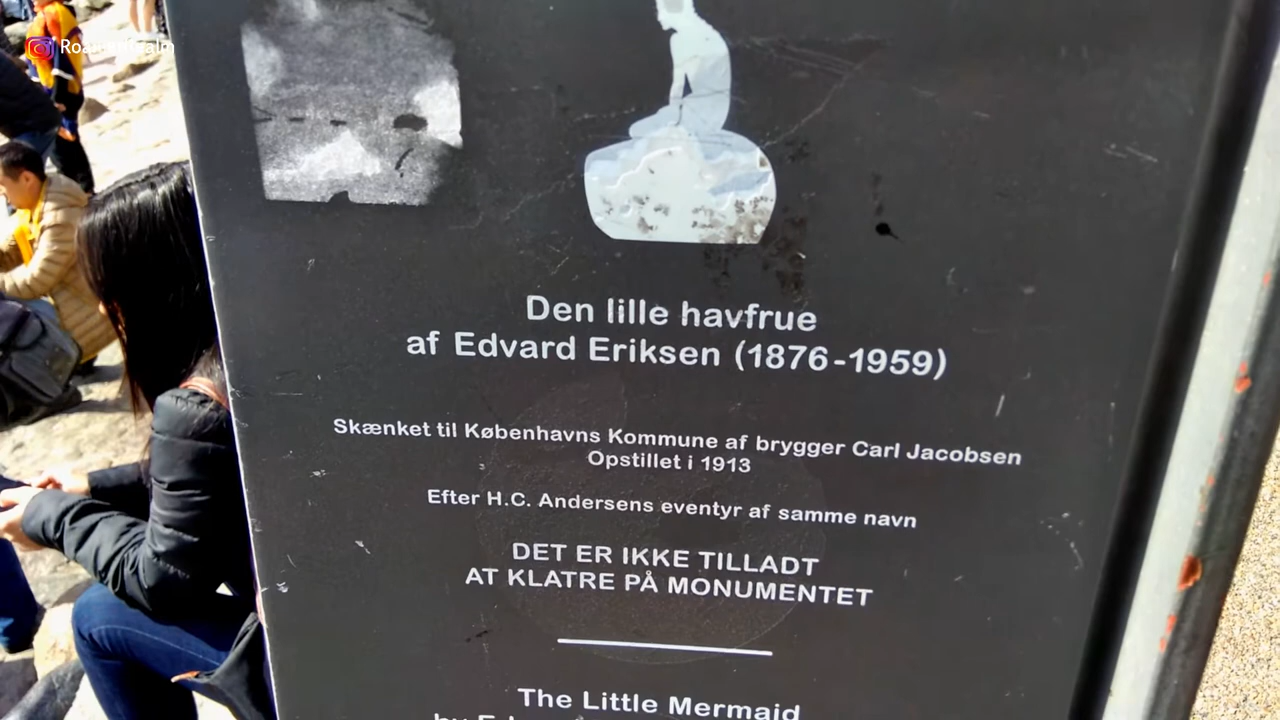 Den lille havfrue
af Edvard Eriksen (1876-1959)
Skænket til Københavns Kommune af brygger Carl Jacobsen
Opstillet i 1913
Efter H.C. Andersens eventyr af samme navn
DET ER IKKE TILLADT
AT KLATRE PÅ MONUMENTET
The Little Mermaid
by